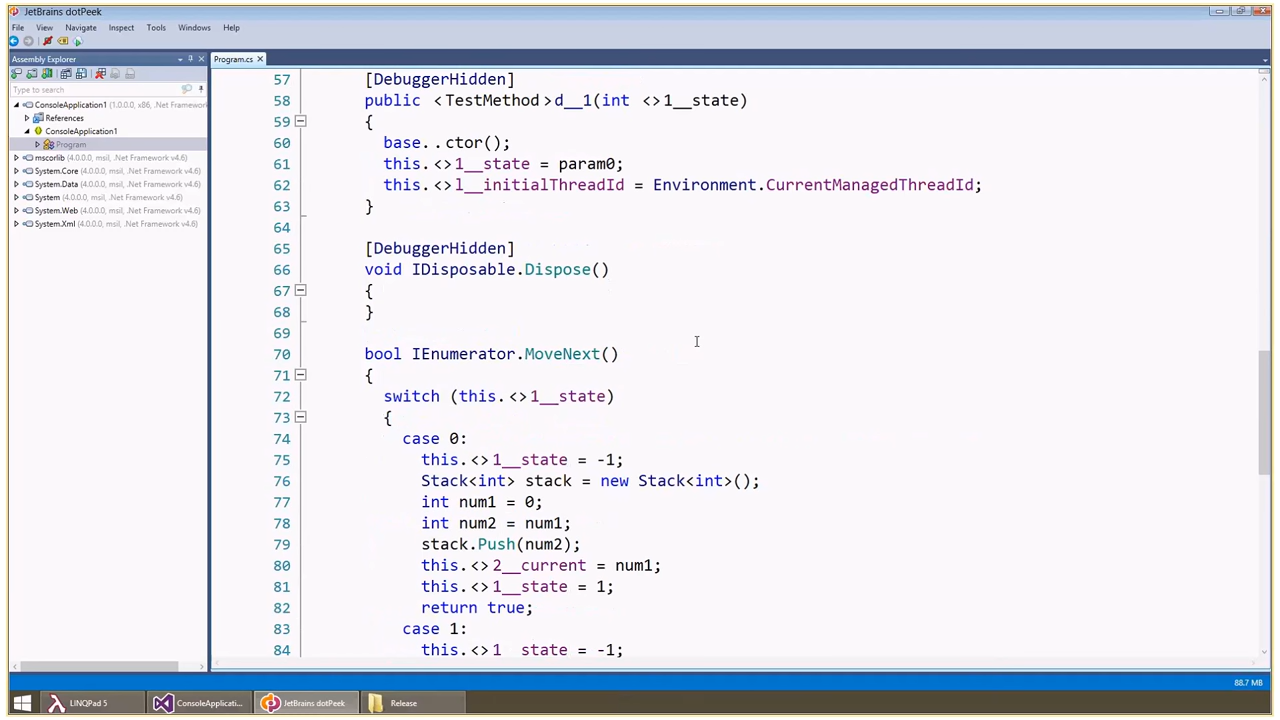 JetBrains dotPeek
File View Navigate Inspect Tools Windows Help
Assembly Explorer
Program.cs
Type to search
ConsoleApplication1 (1.0.0.0, x86, .Net Framework
References
ConsoleApplication1
Program
mscorlib (4.0.0.0, msil, .Net Framework v4.6)
System.Core (4.0.0.0, msil, .Net Framework v4.6)
System.Data (4.0.0.0, msil, .Net Framework v4.6)
System (4.0.0.0, msil, .Net Framework v4.6)
System.Web (4.0.0.0, msil, .Net Framework v4.6)
System.Xml (4.0.0.0, msil, .Net Framework v4.6)
57 [DebuggerHidden]
58 public <TestMethod>d__1(int <>1__state)
59 {
60 base..ctor();
61 this.<>1__state = param0;
62 this.<>l__initialThreadId = Environment.CurrentManagedThreadId;
63 }
64
65 [DebuggerHidden]
66 void IDisposable.Dispose()
67 {
68 }
69
70 bool IEnumerator.MoveNext()
71 {
72 switch (this.<>1__state)
73 {
74 case 0:
75 this.<>1__state = -1;
76 Stack<int> stack = new Stack<int>();
77 int num1 = 0;
78 int num2 = num1;
79 stack.Push(num2);
80 this.<>2__current = num1;
81 this.<>1__state = 1;
82 return true;
83 case 1:
84 this.<>1__state = -1;
88.7 MB
LINQPad 5
ConsoleApplicati...
JetBrains dotPeek
Release